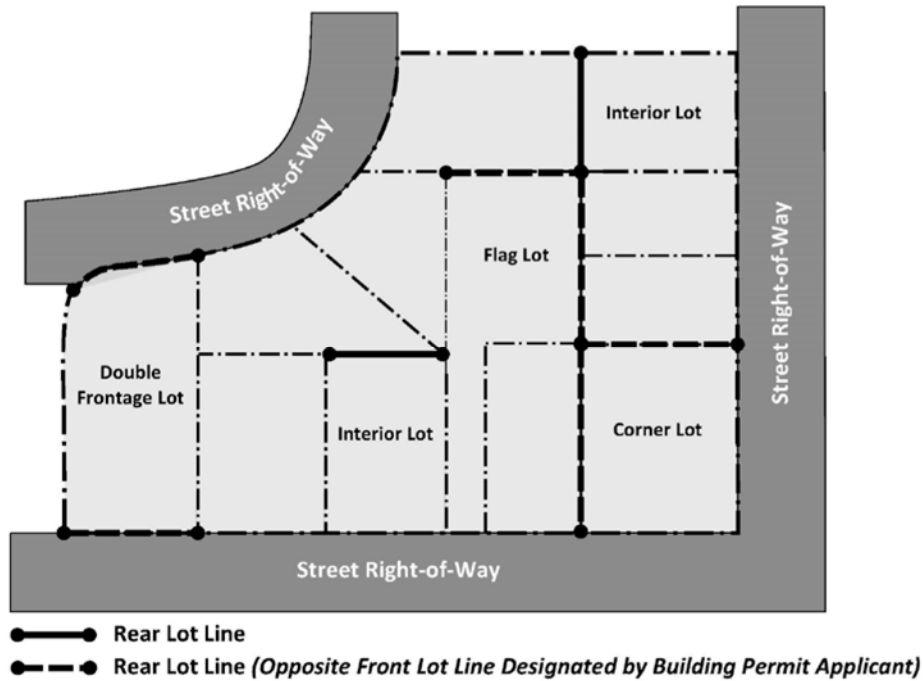 Interior Lot
Street Right-of-Way
Flag Lot
Street Right-of-Way
Double
Frontage Lot
Interior Lot
Corner Lot
Street Right-of-Way
Rear Lot Line
Rear Lot Line (Opposite Front Lot Line Designated by Building Permit Applicant)